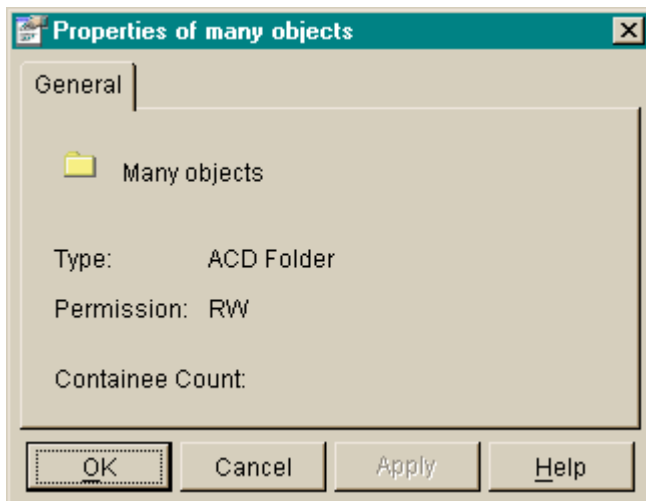 Properties of many objects
General
Many objects
Type: ACD Folder
Permission: RW
Containee Count:
OK Cancel Apply Help